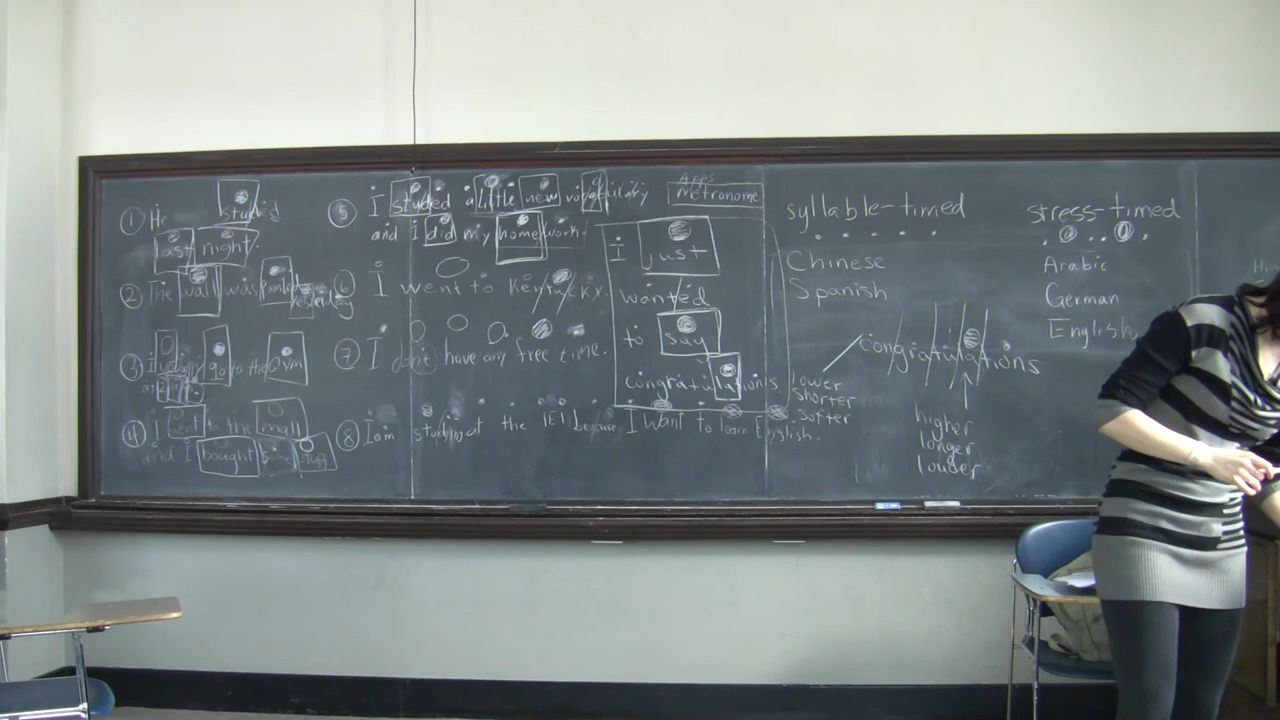 ① He studied
last night.
② The wall was painted
yesterday
③ I usually go to the gym
at
④ I went to the mall
and I bought some stuff
⑤ I studied a little new vocabulary
and I did my homework.
⑥ I went to Kentucky.
⑦ I don't have any free time.
⑧ I am studying at the IEI because I want to learn English.
Apps
Metronome
I just
wanted
to say
congratulations
syllable-timed
Chinese
Spanish
stress-timed
Arabic
German
English
congratulations
lower
shorter
softer
higher
longer
louder